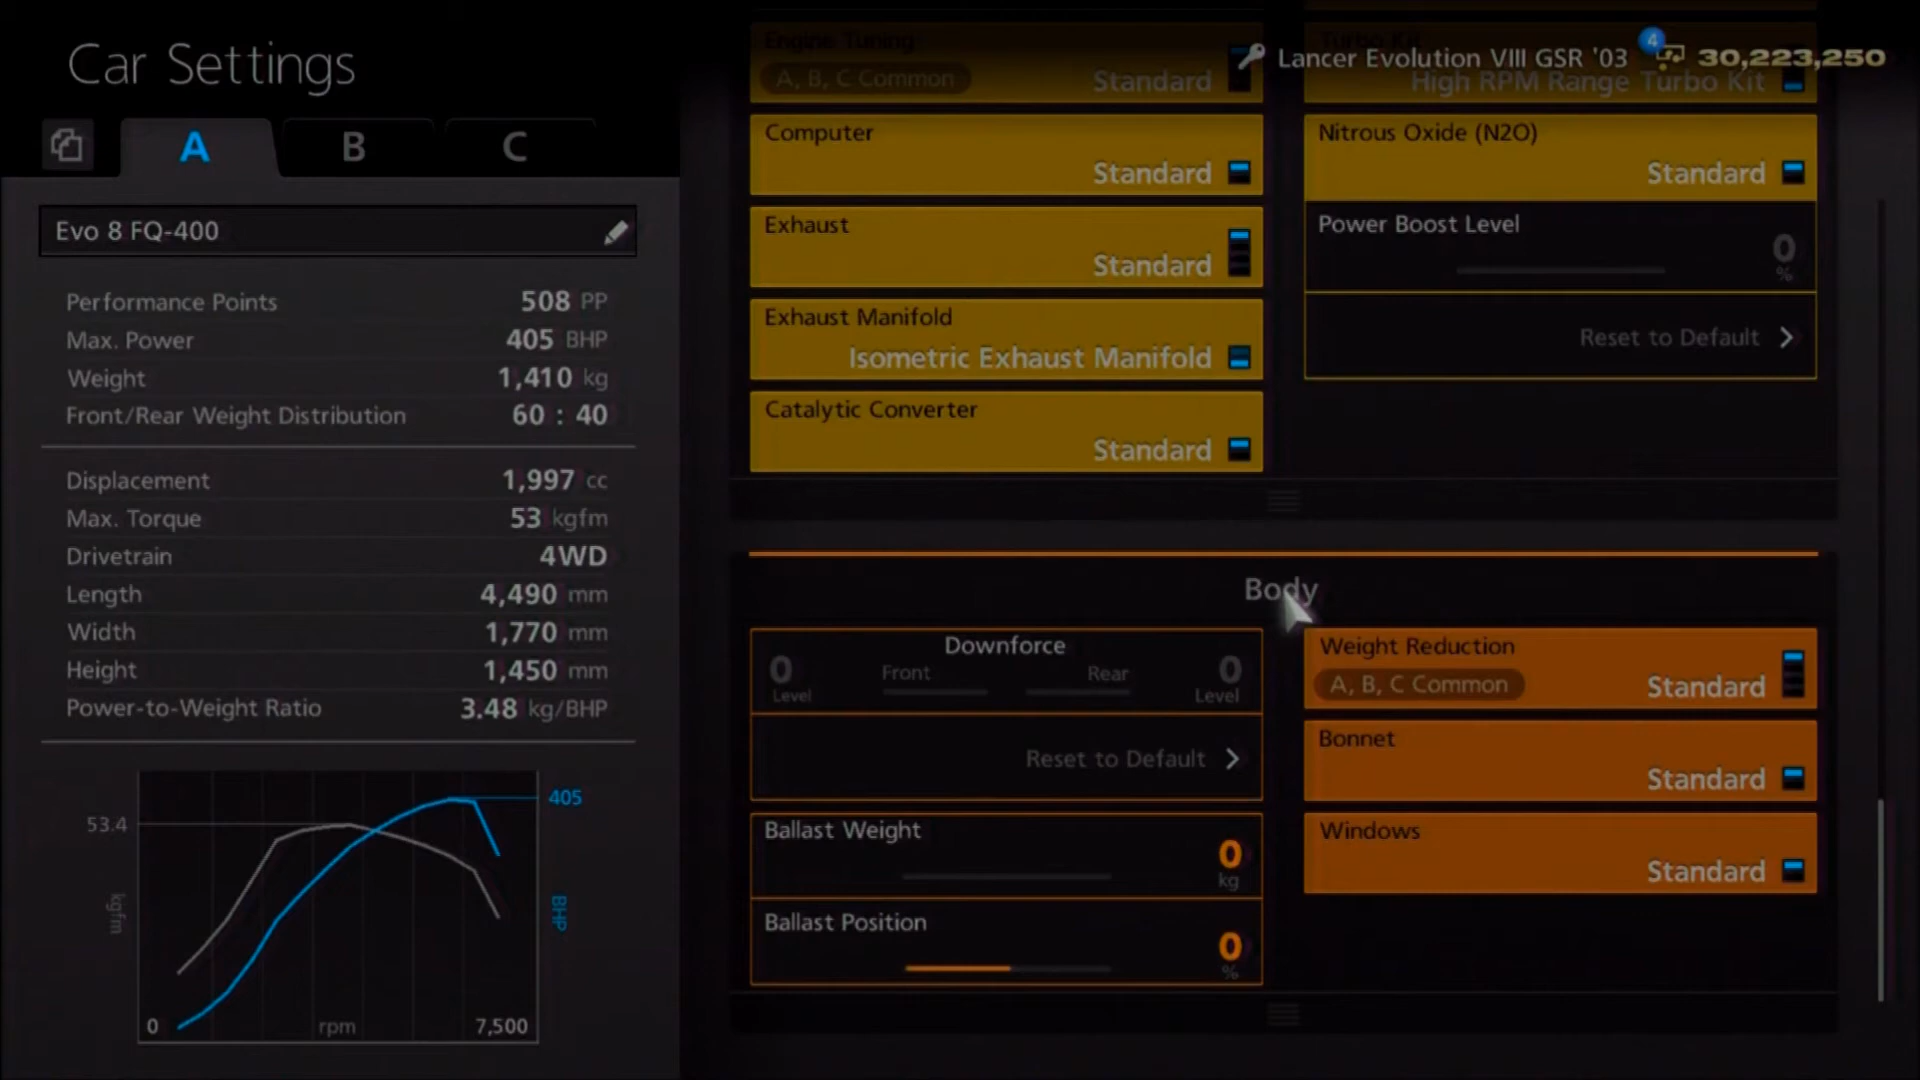 Car Settings
Lancer Evolution VIII GSR '03
4
30,223,250
A
B
C
Evo 8 FQ-400
Performance Points 508 PP
Max. Power 405 BHP
Weight 1,410 kg
Front/Rear Weight Distribution 60 : 40
Displacement 1,997 cc
Max. Torque 53 kgfm
Drivetrain 4WD
Length 4,490 mm
Width 1,770 mm
Height 1,450 mm
Power-to-Weight Ratio 3.48 kg/BHP
405
53.4
kgfm
BHP
0 rpm 7,500
Engine Tuning
A, B, C Common Standard
Computer
Standard
Exhaust
Standard
Exhaust Manifold
Isometric Exhaust Manifold
Catalytic Converter
Standard
Turbo Kit
High RPM Range Turbo Kit
Nitrous Oxide (N2O)
Standard
Power Boost Level
0
%
Reset to Default
Body
Downforce
0 Front Rear 0
Level Level
Reset to Default
Ballast Weight
0
kg
Ballast Position
0
%
Weight Reduction
A, B, C Common Standard
Bonnet
Standard
Windows
Standard